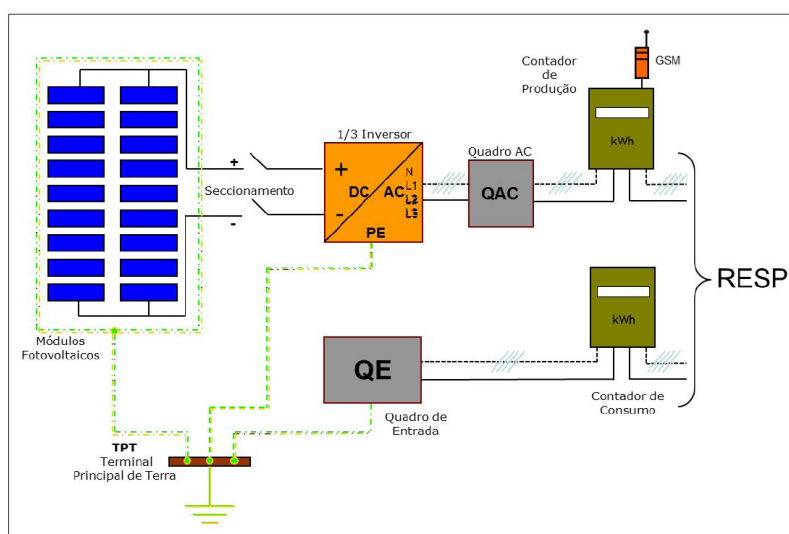 Contador
de
Produção
GSM
kWh
1/3 Inversor
Quadro AC
+
Seccionamento
-
+
-
DC
AC
N
L1
L2
L3
PE
QAC
RESP
kWh
Módulos
Fotovoltaicos
QE
Quadro de
Entrada
Contador de
Consumo
TPT
Terminal
Principal de Terra